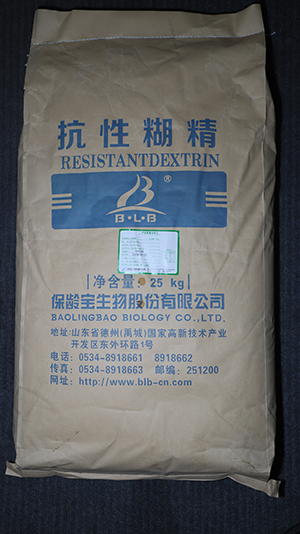 抗性糊精
RESISTANTDEXTRIN
®
B·L·B
净含量: 25 kg
保龄宝生物股份有限公司
BAOLINGBAO BIOLOGY CO.,LTD.
地址:山东省德州(禹城)国家高新技术产业
开发区东外环路1号
电话: 0534-8918661 8918662
传真: 0534-8918663 邮编: 251200
网址: http://www.blb-cn.com